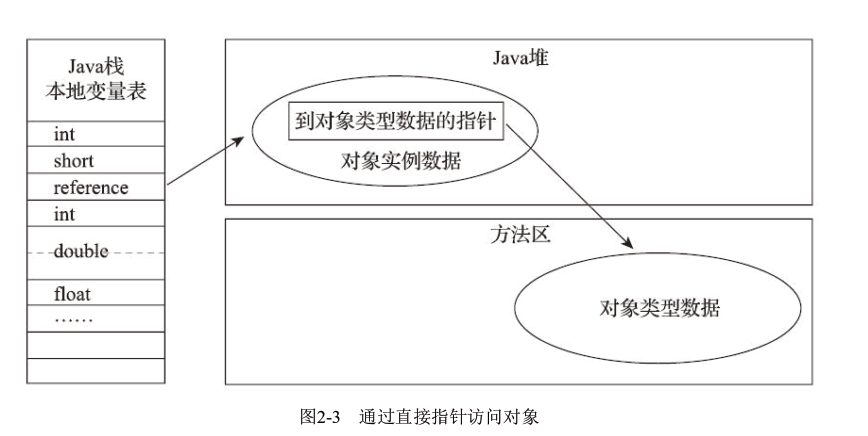 Java栈
本地变量表
int
short
reference
int
double
float
……
Java堆
到对象类型数据的指针
对象实例数据
方法区
对象类型数据
图2-3 通过直接指针访问对象